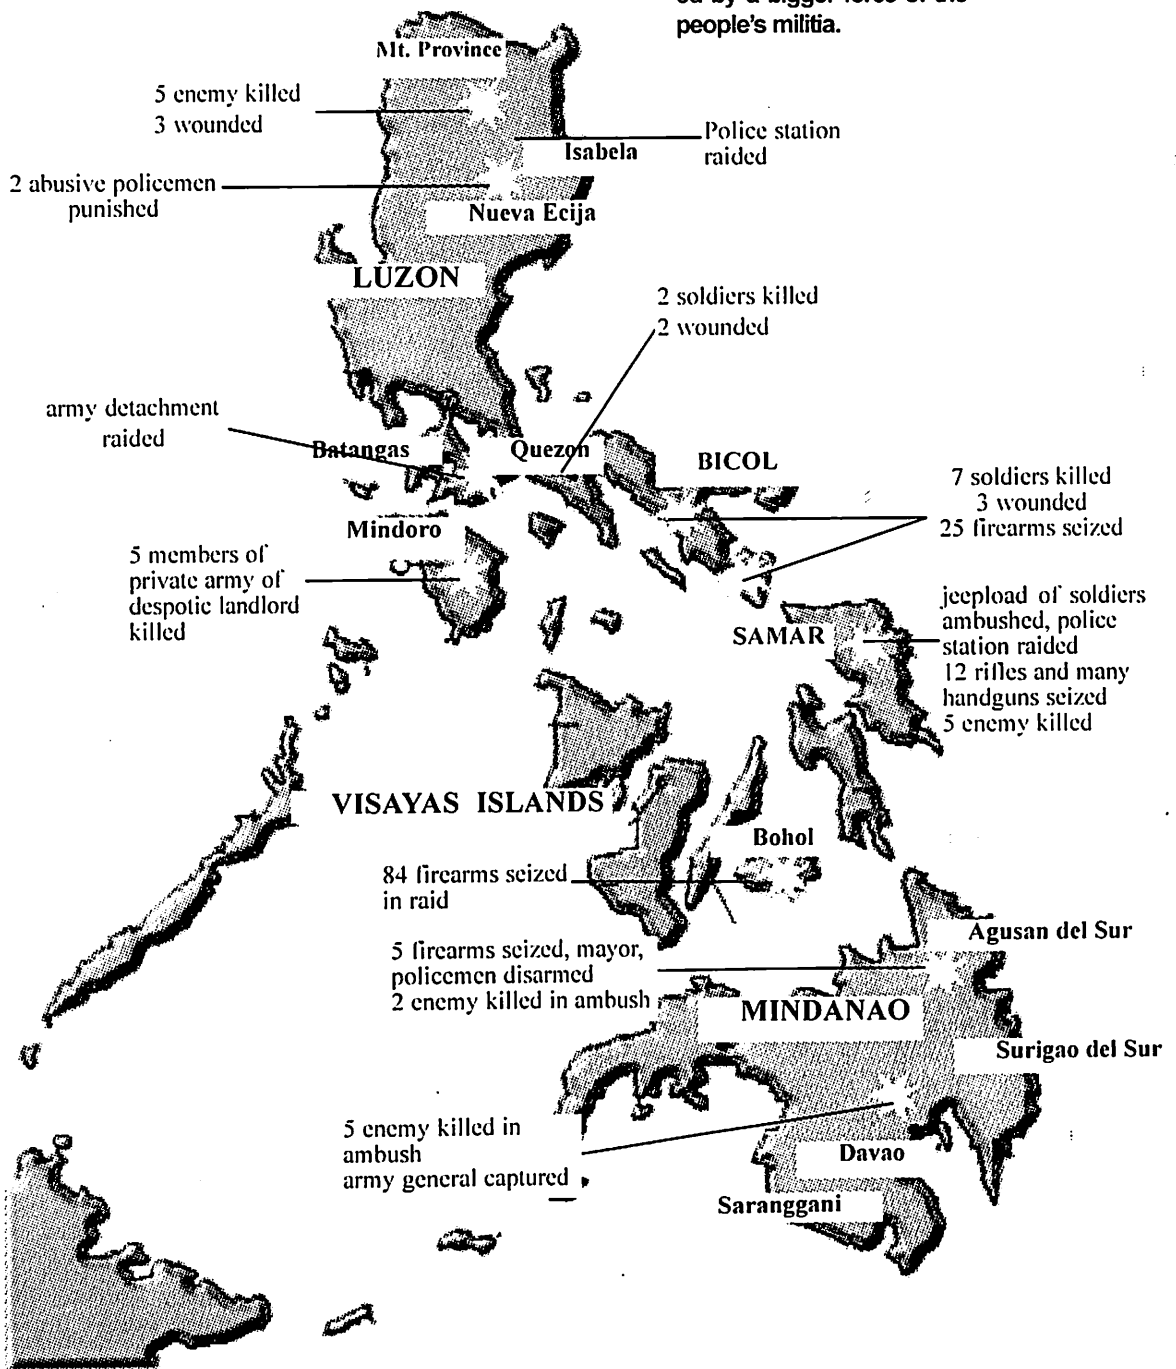 people's militia.
Mt. Province
5 enemy killed
3 wounded
Police station
raided
Isabela
2 abusive policemen
punished
Nueva Ecija
LUZON
2 soldiers killed
2 wounded
army detachment
raided
Batangas
Quezon
BICOL
7 soldiers killed
3 wounded
25 firearms seized
Mindoro
5 members of
private army of
despotic landlord
killed
jeepload of soldiers
ambushed, police
station raided
12 rifles and many
handguns seized
5 enemy killed
SAMAR
VISAYAS ISLANDS
Bohol
84 firearms seized
in raid
Agusan del Sur
5 firearms seized, mayor,
policemen disarmed
2 enemy killed in ambush
MINDANAO
Surigao del Sur
5 enemy killed in
ambush
army general captured
Davao
Saranggani